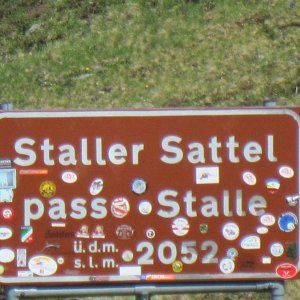 Staller Sattel
passo Stalle
ü.d.m.
s.l.m. 2052